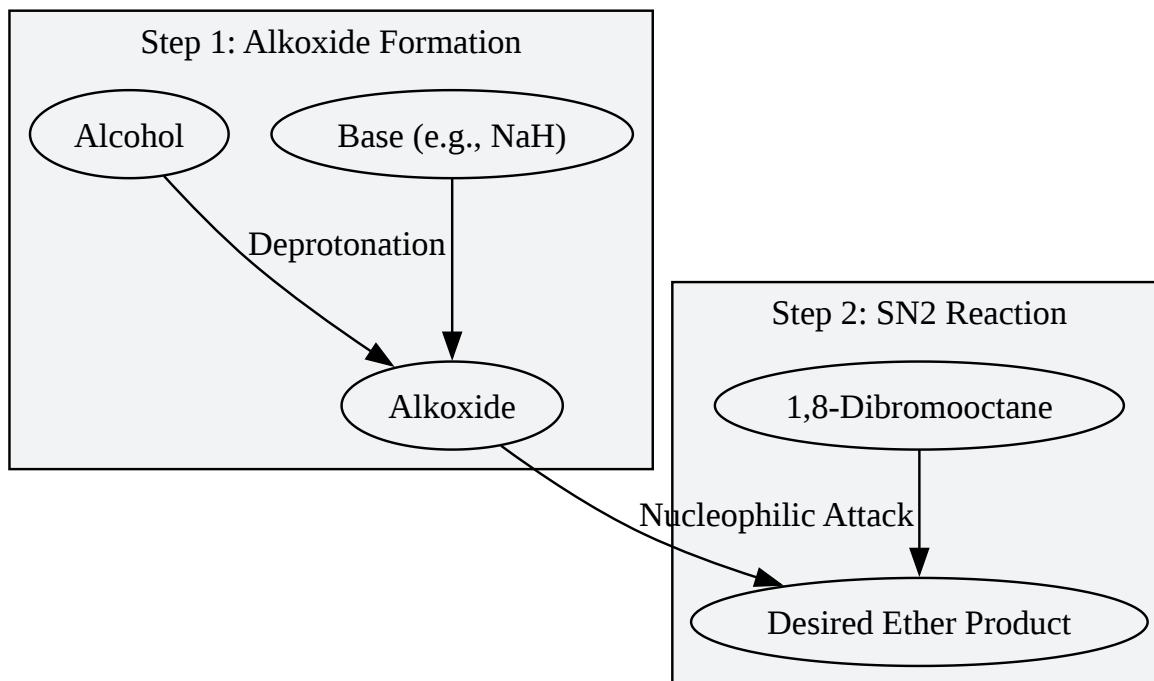 Step 1: Alkoxide Formation
Alcohol
Base (e.g., NaH)
Deprotonation
Alkoxide
Step 2: SN2 Reaction
1,8-Dibromooctane
Nucleophilic Attack
Desired Ether Product